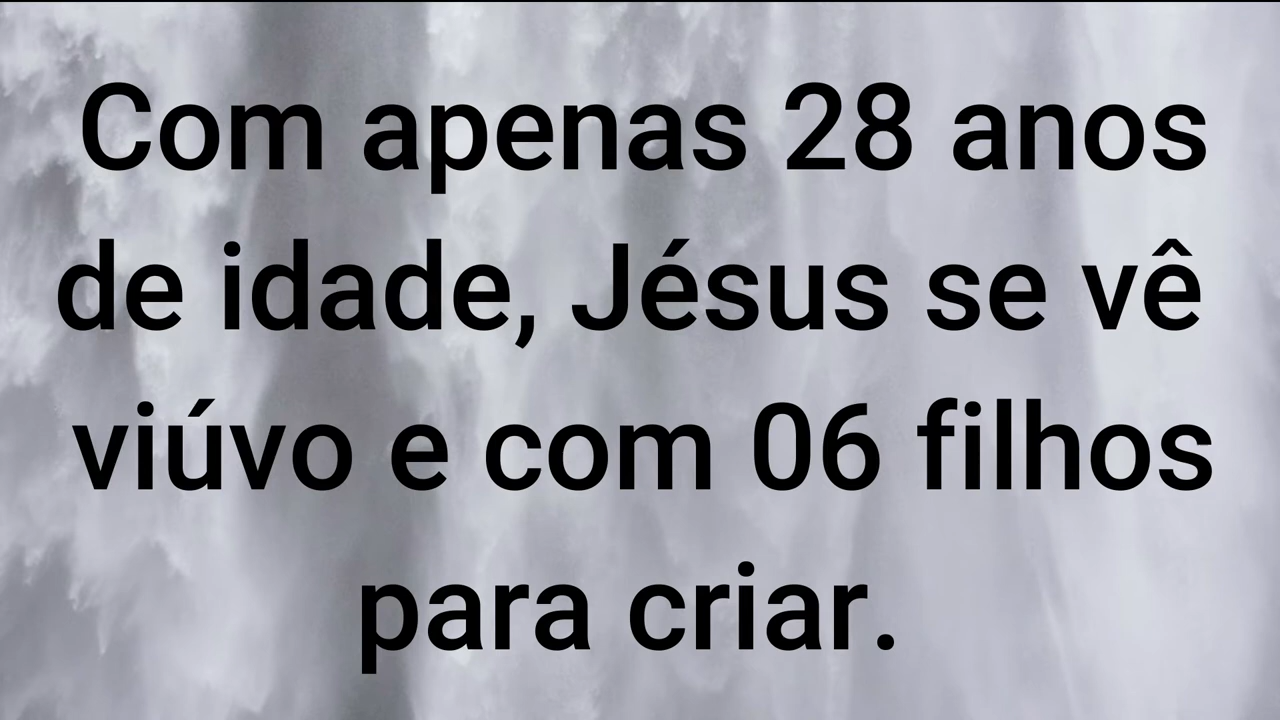 Com apenas 28 anos
de idade, Jésus se vê
viúvo e com 06 filhos
para criar.